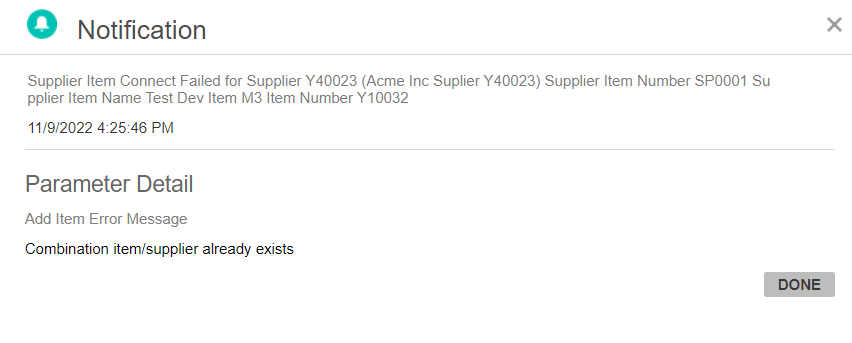 Notification
Supplier Item Connect Failed for Supplier Y40023 (Acme Inc Suplier Y40023) Supplier Item Number SP0001 Su
pplier Item Name Test Dev Item M3 Item Number Y10032
11/9/2022 4:25:46 PM
Parameter Detail
Add Item Error Message
Combination item/supplier already exists
DONE